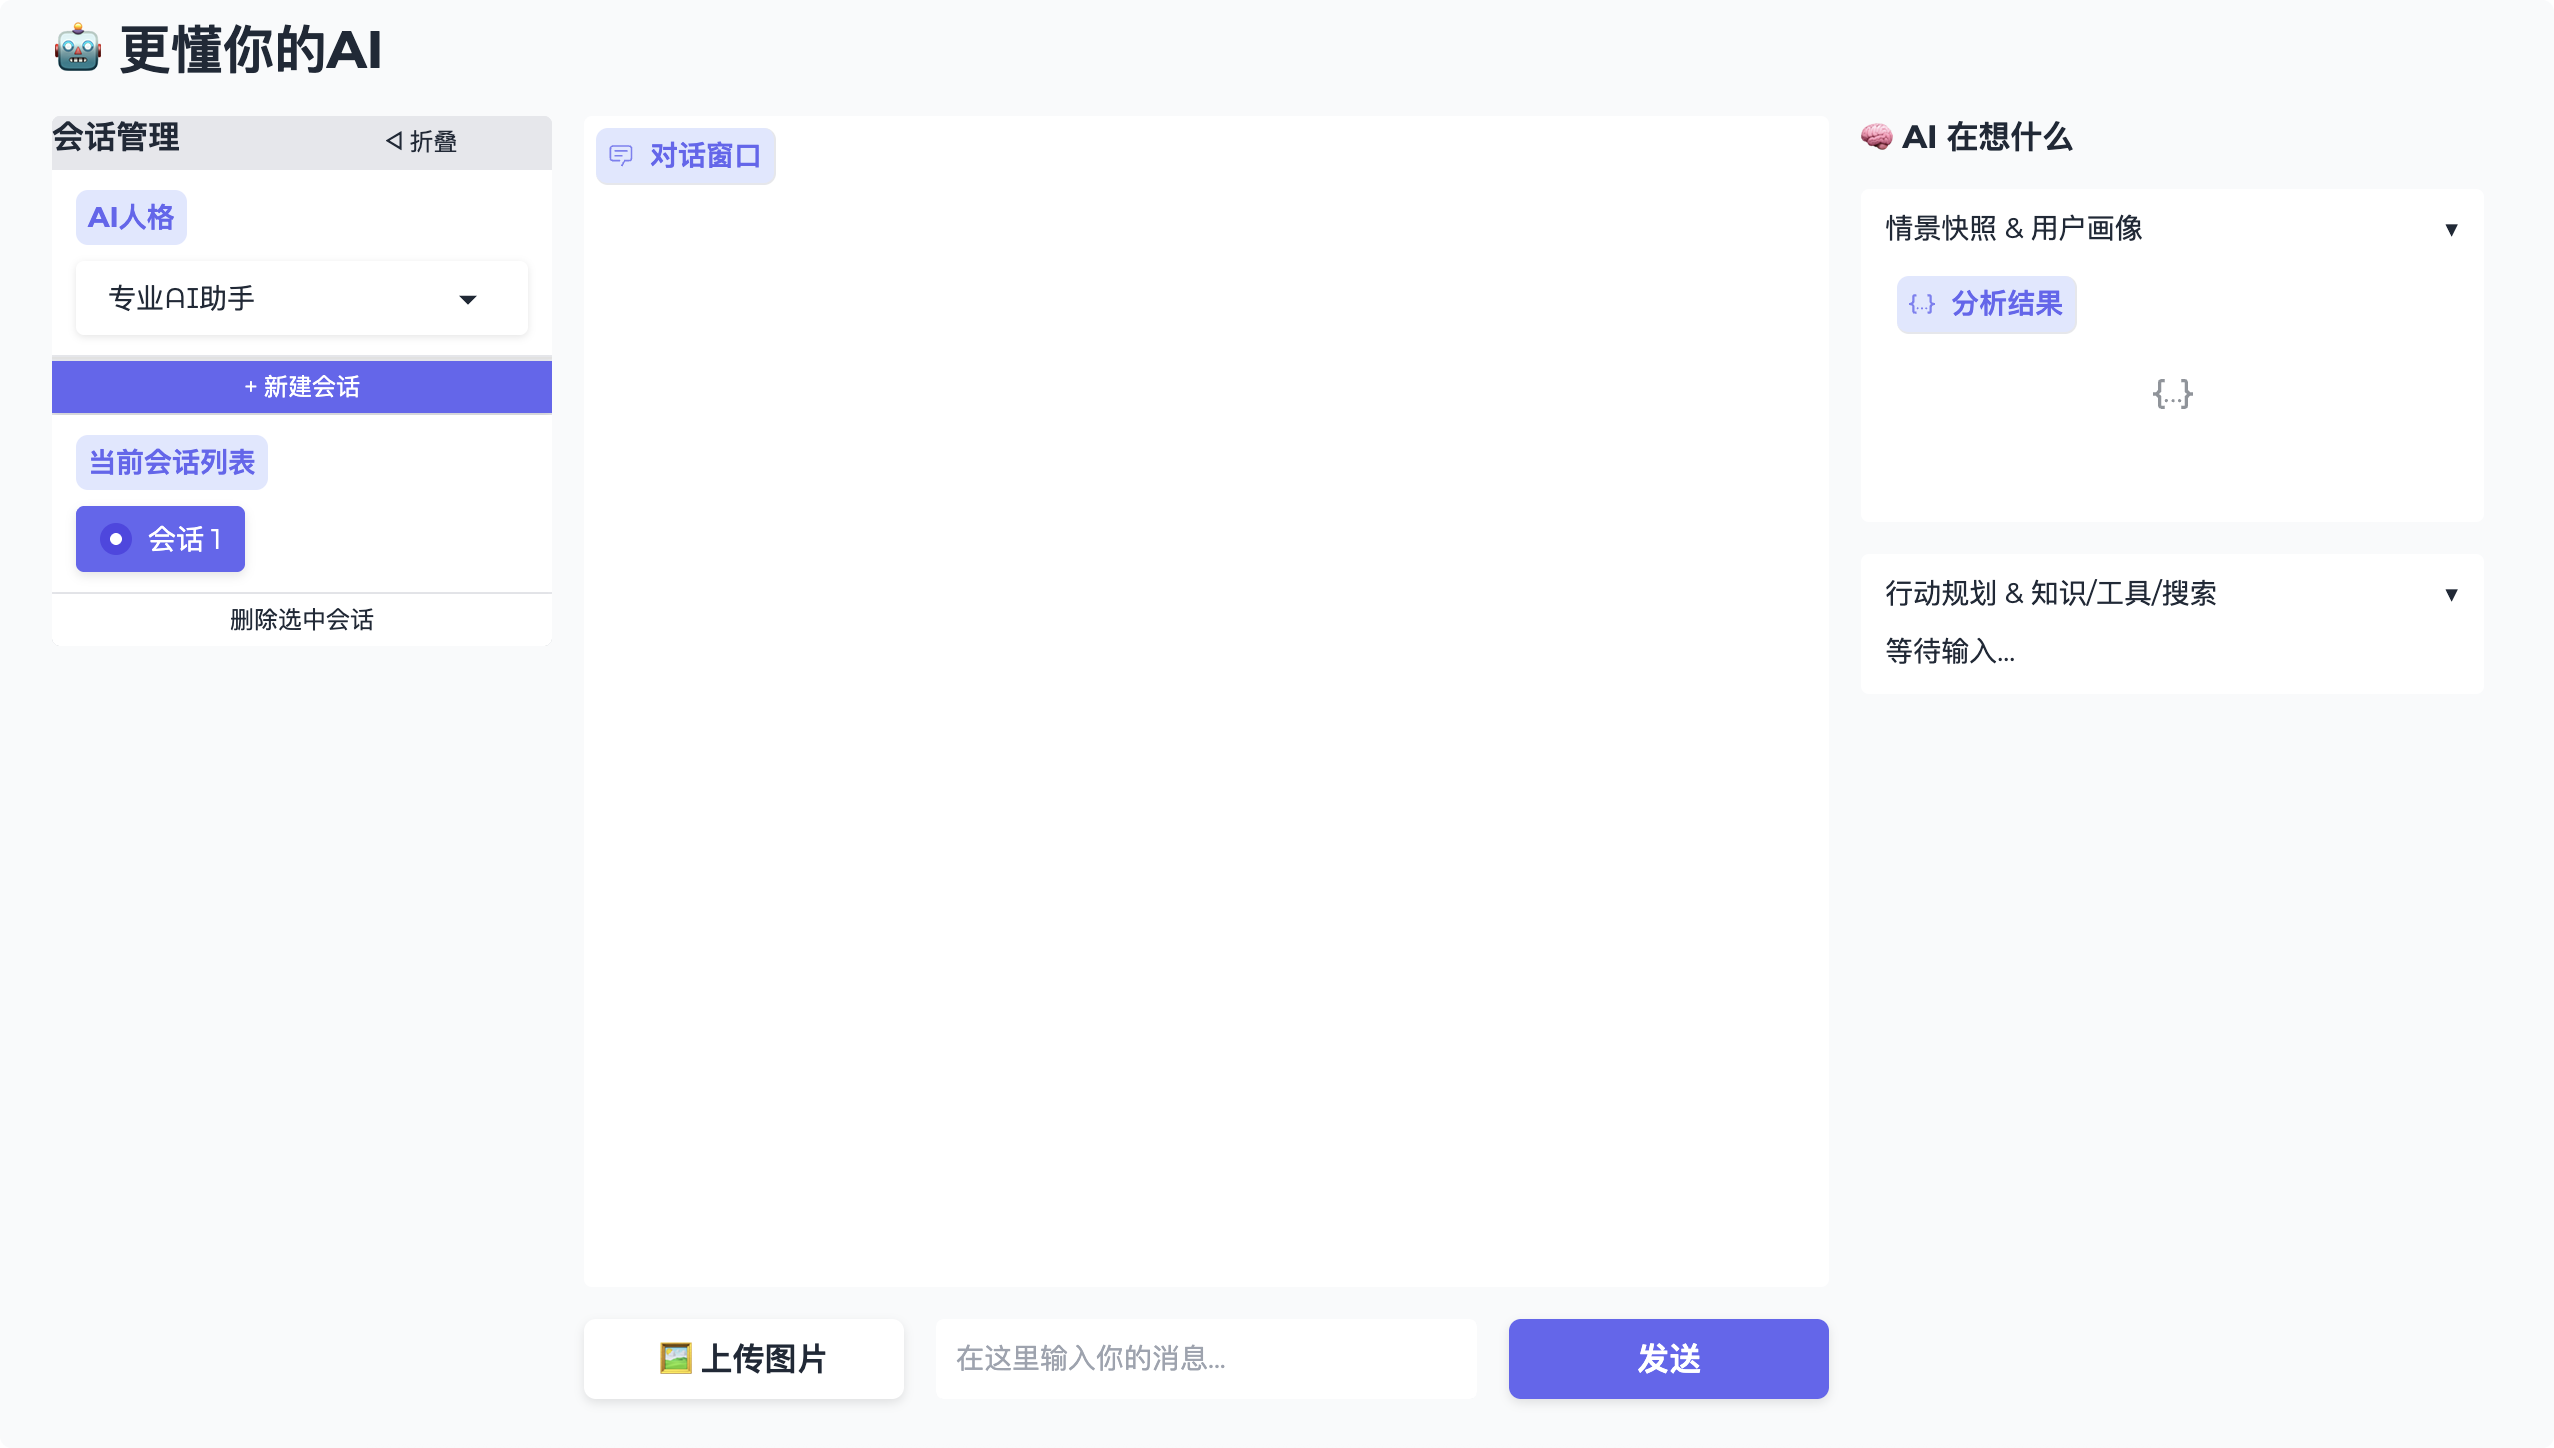 更懂你的AI
会话管理
◁ 折叠
AI人格
专业AI助手
+ 新建会话
当前会话列表
会话 1
删除选中会话
对话窗口
上传图片
在这里输入你的消息...
发送
AI 在想什么
情景快照 & 用户画像 ▼
{...} 分析结果
{...}
行动规划 & 知识/工具/搜索 ▼
等待输入...